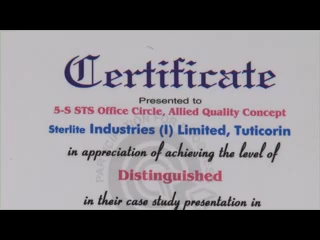 Certificate
Presented to
5-S STS Office Circle, Allied Quality Concept
Sterlite Industries (I) Limited, Tuticorin
in appreciation of achieving the level of
Distinguished
in their case study presentation in